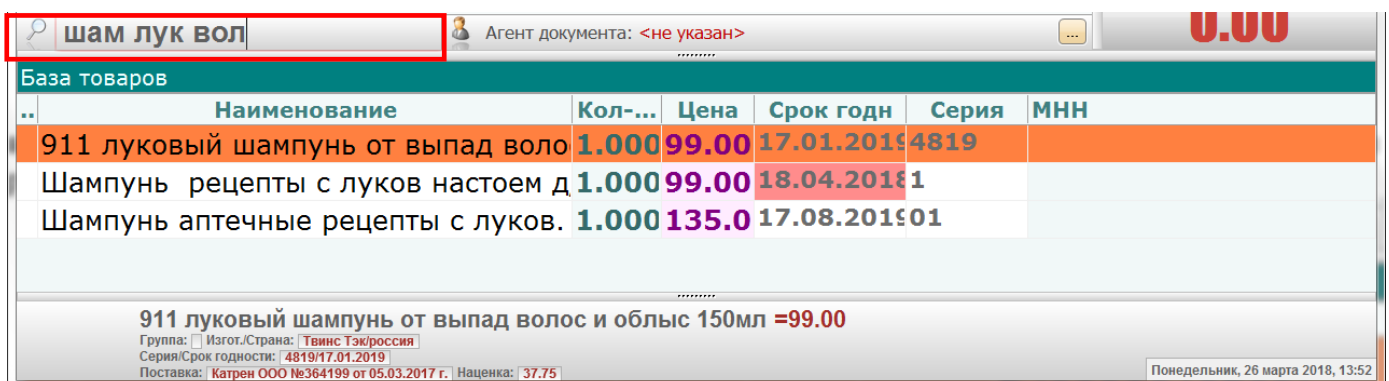 шам лук вол Агент документа: <не указан> ... 0.00
База товаров
.. Наименование Кол-... Цена Срок годн Серия МНН
911 луковый шампунь от выпад воло 1.000 99.00 17.01.2019 4819
Шампунь рецепты с луков настоем д 1.000 99.00 18.04.2018 1
Шампунь аптечные рецепты с луков. 1.000 135.0 17.08.2019 01
911 луковый шампунь от выпад волос и облыс 150мл =99.00
Группа: Изгот./Страна: Твинс Тэк/россия
Серия/Срок годности: 4819/17.01.2019
Поставка: Катрен ООО №364199 от 05.03.2017 г. Наценка: 37.75
Понедельник, 26 марта 2018, 13:52